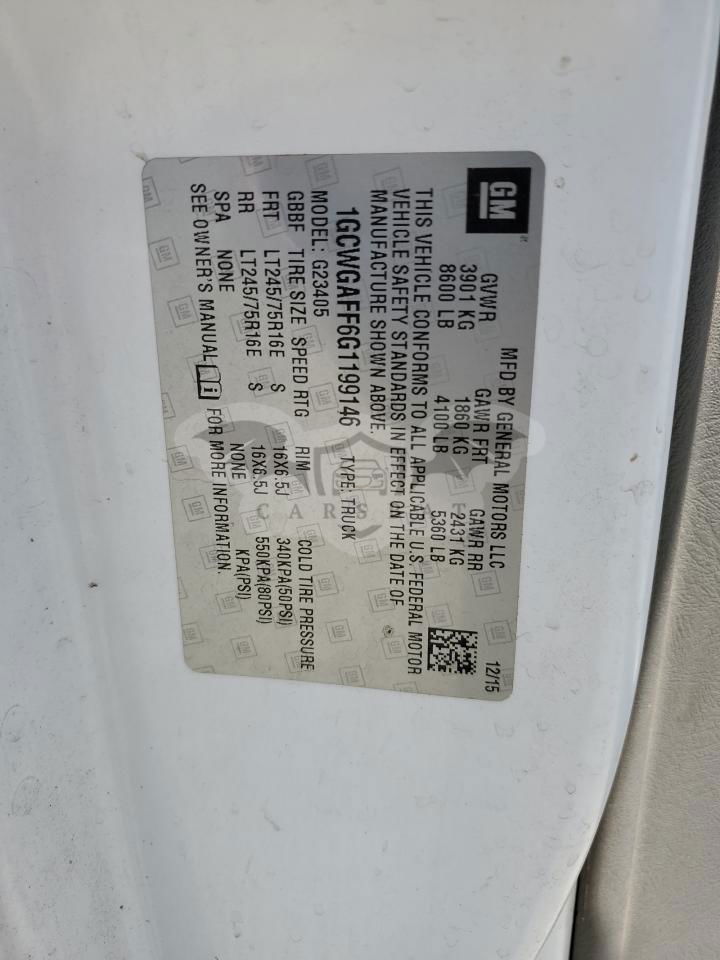 GM
MFD BY GENERAL MOTORS LLC 12/15
GVWR GAWR FRT GAWR RR
3901 KG 1860 KG 2431 KG
8600 LB 4100 LB 5360 LB
THIS VEHICLE CONFORMS TO ALL APPLICABLE U.S. FEDERAL MOTOR
VEHICLE SAFETY STANDARDS IN EFFECT ON THE DATE OF
MANUFACTURE SHOWN ABOVE.
1GCWGAFF6G1199146 TYPE: TRUCK
MODEL: G23405
GBBF TIRE SIZE SPEED RTG RIM COLD TIRE PRESSURE
FRT LT245/75R16E S 16X6.5J 340KPA(50PSI)
RR LT245/75R16E S 16X6.5J 550KPA(80PSI)
SPA NONE NONE KPA(PSI)
SEE OWNER'S MANUAL i FOR MORE INFORMATION.